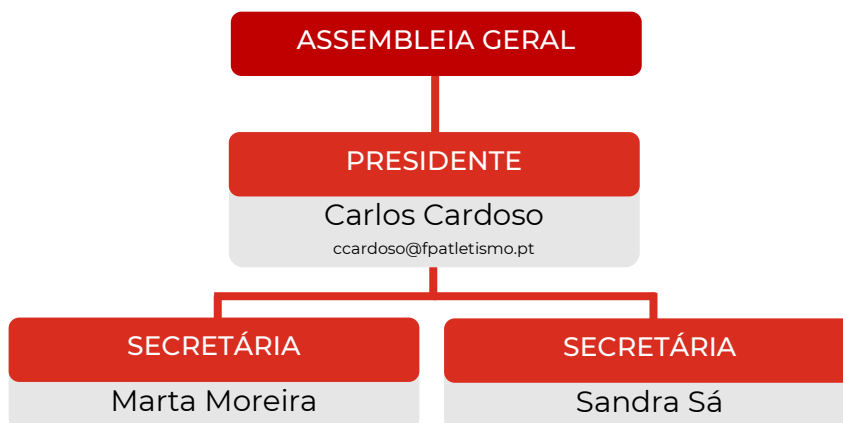 ASSEMBLEIA GERAL
PRESIDENTE
Carlos Cardoso
ccardoso@fpatletismo.pt
SECRETÁRIA
Marta Moreira
SECRETÁRIA
Sandra Sá